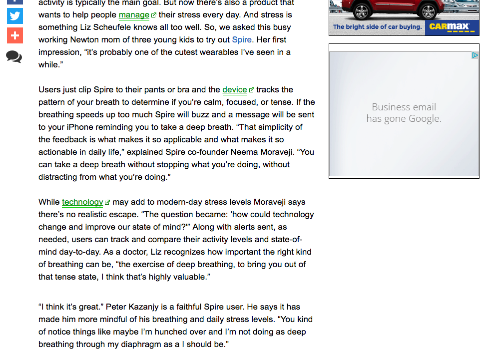 activity is typically the main goal. But now there's also a product that
wants to help people manage their stress every day. And stress is
something Liz Scheufele knows all too well. So, we asked this busy
working Newton mom of three young kids to try out Spire. Her first
impression, "it's probably one of the cutest wearables I've seen in a
while."
Users just clip Spire to their pants or bra and the device tracks the
pattern of your breath to determine if you're calm, focused, or tense. If the
breathing speeds up too much Spire will buzz and a message will be sent
to your iPhone reminding you to take a deep breath. "That simplicity of
the feedback is what makes it so applicable and what makes it so
actionable in daily life," explained Spire co-founder Neema Moraveji. "You
can take a deep breath without stopping what you're doing, without
distracting from what you're doing."
While technology may add to modern-day stress levels Moraveji says
there's no realistic escape. "The question became: 'how could technology
change and improve our state of mind?'" Along with alerts sent, as
needed, users can track and compare their activity levels and state-of-
mind day-to-day. As a doctor, Liz recognizes how important the right kind
of breathing can be, "the exercise of deep breathing, to bring you out of
that tense state, I think that's highly valuable."
"I think it's great." Peter Kazanjy is a faithful Spire user. He says it has
made him more mindful of his breathing and daily stress levels. "You kind
of notice things like maybe I'm hunched over and I'm not doing as deep
breathing through my diaphragm as I should be."
The bright side of car buying. CARMAX
Business email
has gone Google.